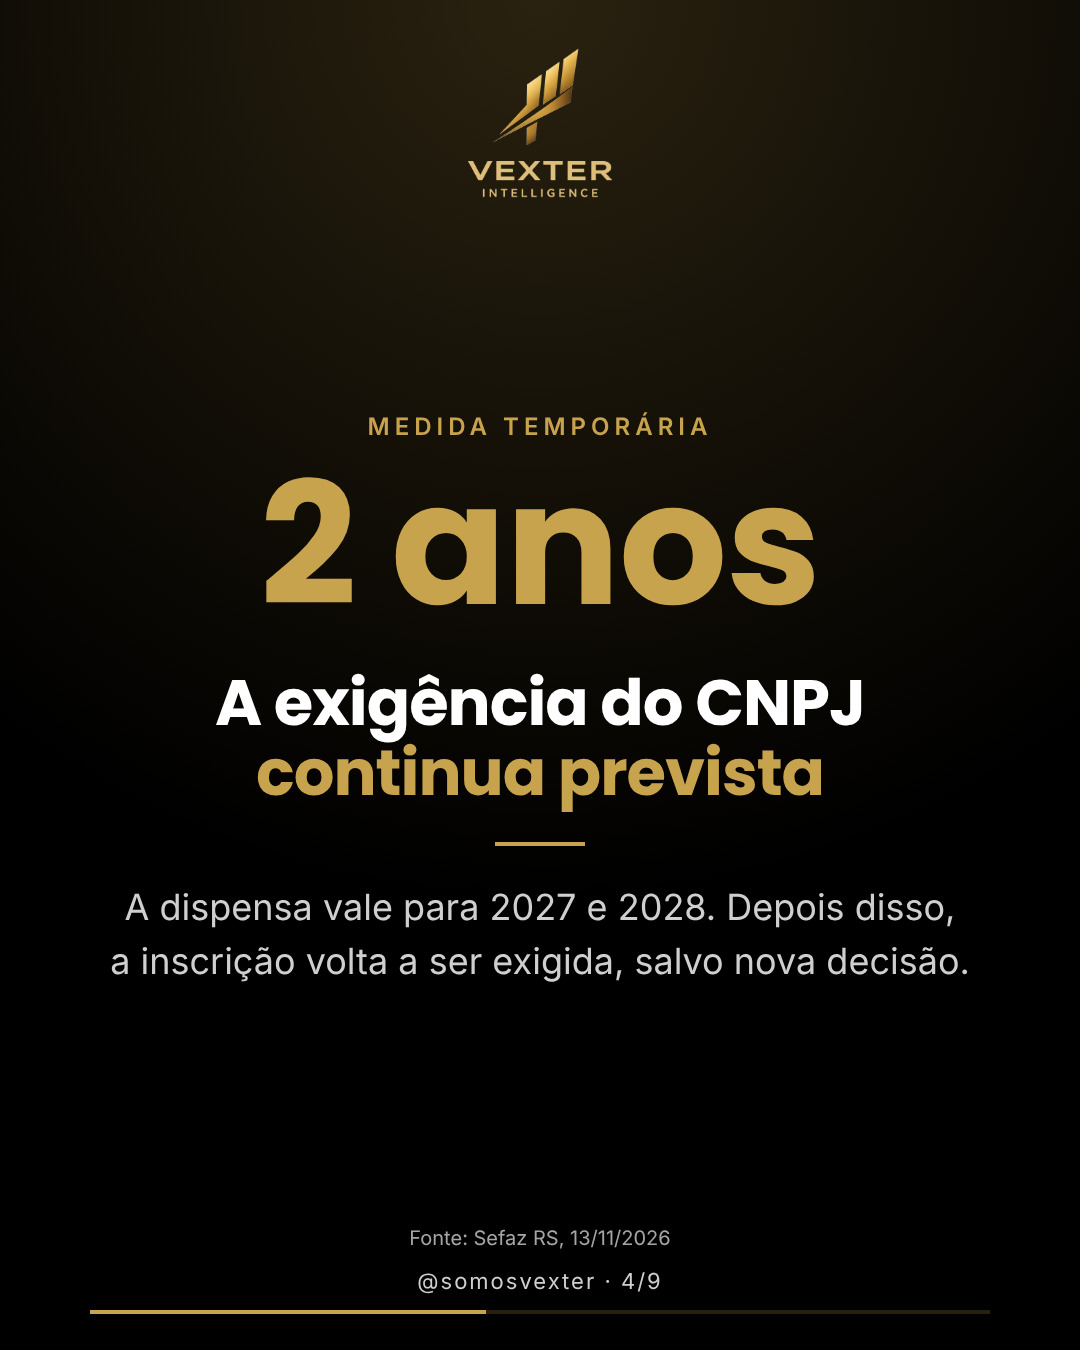 VEXTER
INTELLIGENCE
MEDIDA TEMPORÁRIA
2 anos
A exigência do CNPJ
continua prevista
A dispensa vale para 2027 e 2028. Depois disso,
a inscrição volta a ser exigida, salvo nova decisão.
Fonte: Sefaz RS, 13/11/2026
@somosvexter · 4/9